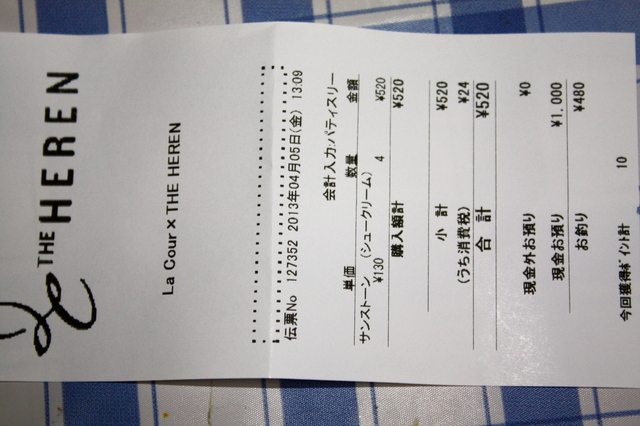 THE HEREN
La Cour × THE HEREN
伝票No 127352 2013年04月05日(金) 13:09
会計入力:パティスリー
単価 数量 金額
サンストーン (シュークリーム)
¥130 4 ¥520
購入額計 ¥520
小 計 ¥520
(うち消費税) ¥24
合 計 ¥520
現金外お預り ¥0
現金お預り ¥1,000
お釣り ¥480
今回獲得ポイント計 10